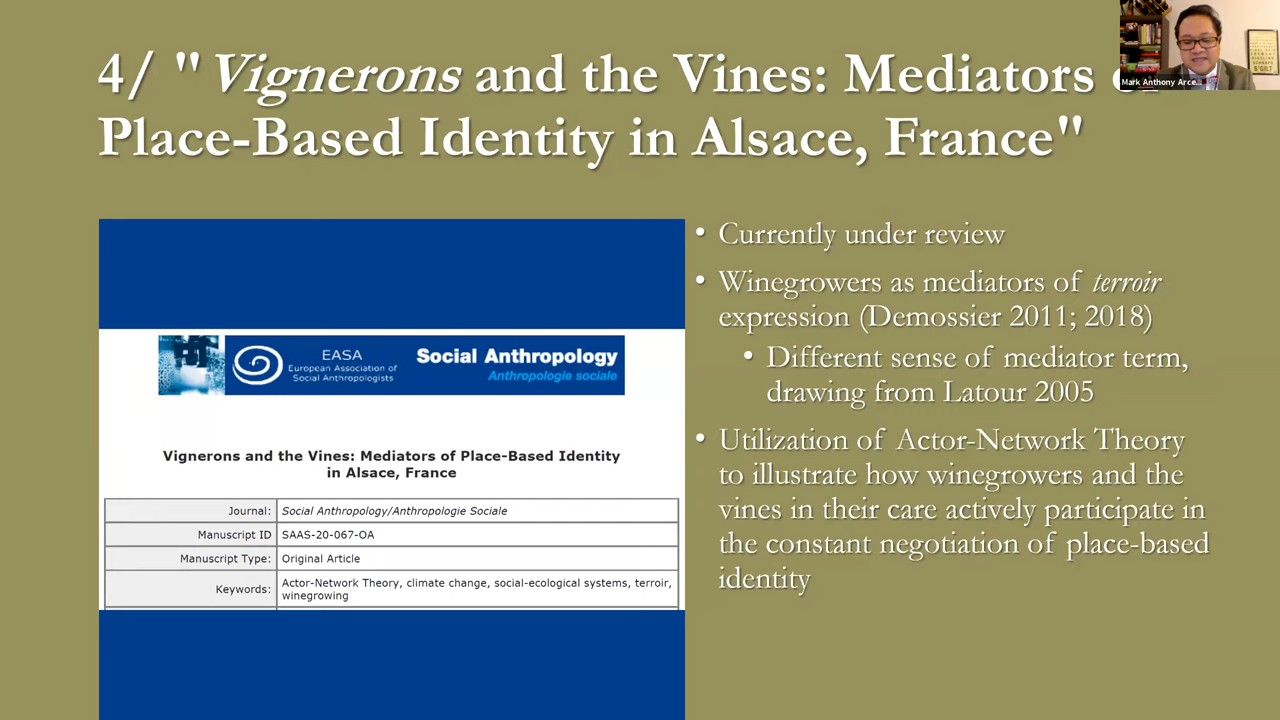 4/ "Vignerons and the Vines: Mediators
Place-Based Identity in Alsace, France"
Mark Anthony Arce...
• Currently under review
• Winegrowers as mediators of terroir
expression (Demossier 2011; 2018)
• Different sense of mediator term,
drawing from Latour 2005
• Utilization of Actor-Network Theory
to illustrate how winegrowers and the
vines in their care actively participate in
the constant negotiation of place-based
identity
EASA
European Association of
Social Anthropologists
Social Anthropology
Anthropologie sociale
Vignerons and the Vines: Mediators of Place-Based Identity
in Alsace, France
Journal: Social Anthropology/Anthropologie Sociale
Manuscript ID SAAS-20-067-OA
Manuscript Type: Original Article
Keywords: Actor-Network Theory, climate change, social-ecological systems, terroir,
winegrowing